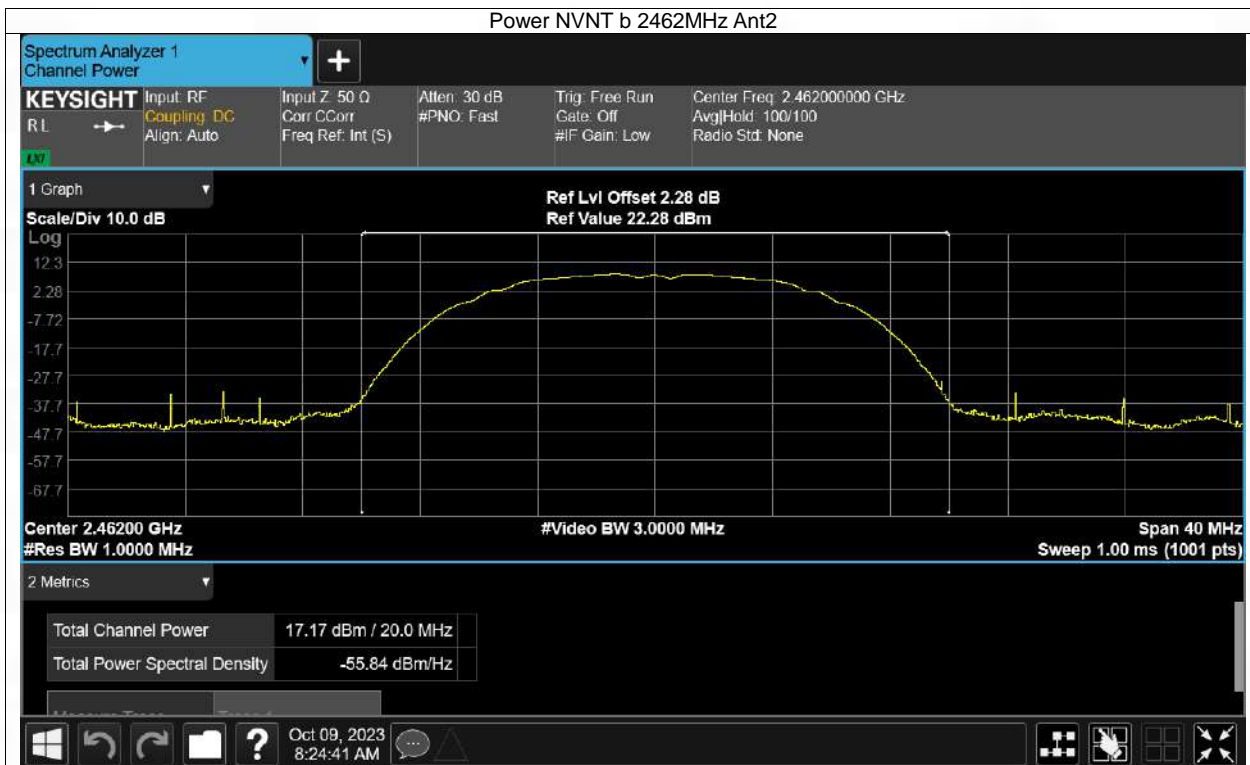 Power NVNT b 2462MHz Ant2
Spectrum Analyzer 1
Channel Power
+
KEYSIGHT
RL
LXI
Input: RF
Coupling: DC
Align: Auto
Input Z: 50 Ω
Corr CCorr
Freq Ref: Int (S)
Atten: 30 dB
#PNO: Fast
Trig: Free Run
Gate: Off
#IF Gain: Low
Center Freq: 2.462000000 GHz
Avg|Hold: 100/100
Radio Std: None
1 Graph
Scale/Div 10.0 dB
Ref Lvl Offset 2.28 dB
Ref Value 22.28 dBm
Log
12.3
2.28
-7.72
-17.7
-27.7
-37.7
-47.7
-57.7
-67.7
Center 2.46200 GHz
#Res BW 1.0000 MHz
#Video BW 3.0000 MHz
Span 40 MHz
Sweep 1.00 ms (1001 pts)
2 Metrics
Total Channel Power 17.17 dBm / 20.0 MHz
Total Power Spectral Density -55.84 dBm/Hz
?
Oct 09, 2023
8:24:41 AM